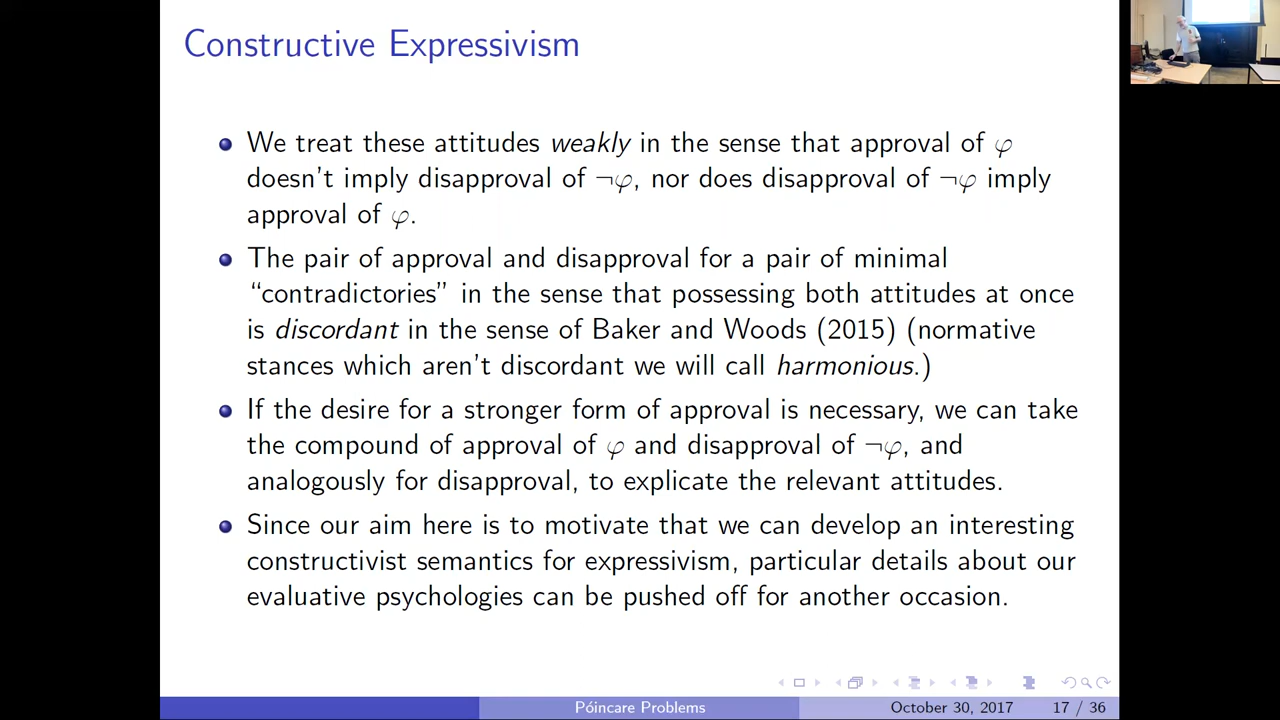 Constructive Expressivism
We treat these attitudes weakly in the sense that approval of φ
doesn't imply disapproval of ¬φ, nor does disapproval of ¬φ imply
approval of φ.
The pair of approval and disapproval for a pair of minimal
“contradictories” in the sense that possessing both attitudes at once
is discordant in the sense of Baker and Woods (2015) (normative
stances which aren't discordant we will call harmonious.)
If the desire for a stronger form of approval is necessary, we can take
the compound of approval of φ and disapproval of ¬φ, and
analogously for disapproval, to explicate the relevant attitudes.
Since our aim here is to motivate that we can develop an interesting
constructivist semantics for expressivism, particular details about our
evaluative psychologies can be pushed off for another occasion.
Póincare Problems
October 30, 2017
17 / 36